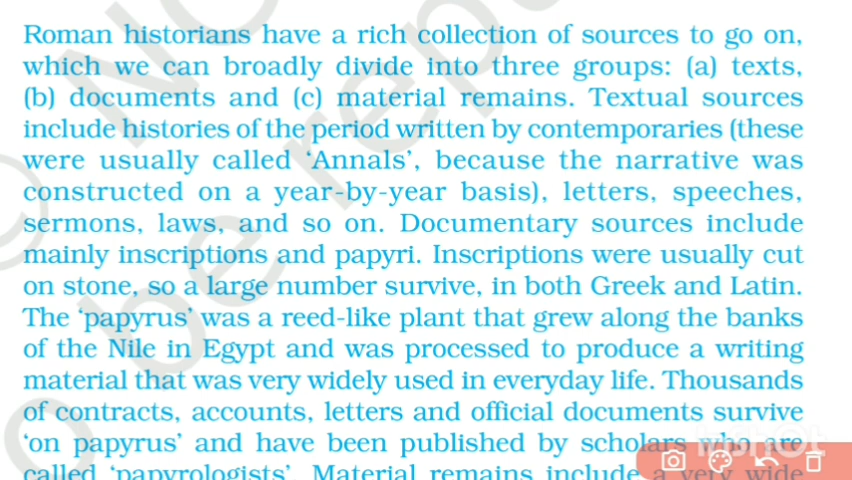 Roman historians have a rich collection of sources to go on,
which we can broadly divide into three groups: (a) texts,
(b) documents and (c) material remains. Textual sources
include histories of the period written by contemporaries (these
were usually called ‘Annals’, because the narrative was
constructed on a year-by-year basis), letters, speeches,
sermons, laws, and so on. Documentary sources include
mainly inscriptions and papyri. Inscriptions were usually cut
on stone, so a large number survive, in both Greek and Latin.
The ‘papyrus’ was a reed-like plant that grew along the banks
of the Nile in Egypt and was processed to produce a writing
material that was very widely used in everyday life. Thousands
of contracts, accounts, letters and official documents survive
‘on papyrus’ and have been published by scholars who are
called ‘papyrologists’. Material remains include a very wide